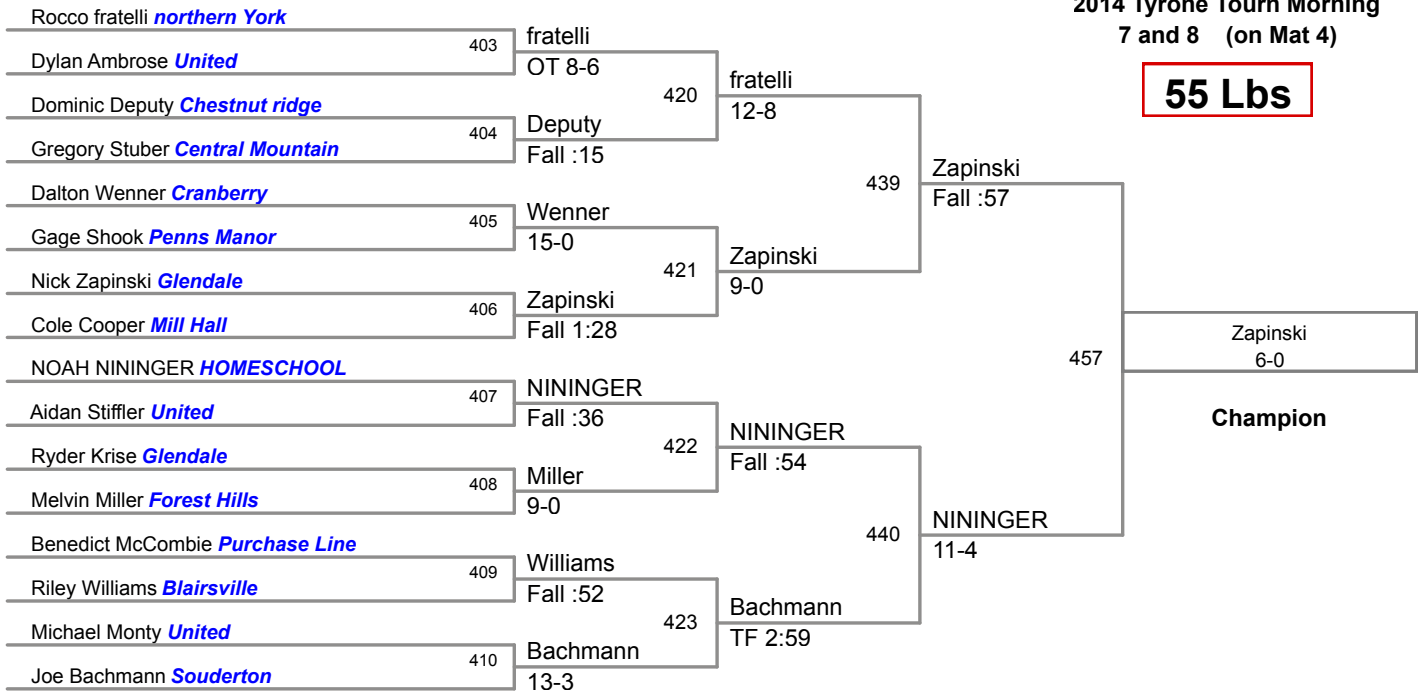 2014 Tyrone Tourn Morning
7 and 8 (on Mat 4)
55 Lbs
Rocco fratelli northern York
403
Dylan Ambrose United
fratelli
OT 8-6
Dominic Deputy Chestnut ridge
404
Gregory Stuber Central Mountain
Deputy
Fall :15
420
fratelli
12-8
Dalton Wenner Cranberry
405
Gage Shook Penns Manor
Wenner
15-0
Nick Zapinski Glendale
406
Cole Cooper Mill Hall
Zapinski
Fall 1:28
421
Zapinski
9-0
439
Zapinski
Fall :57
NOAH NININGER HOMESCHOOL
407
Aidan Stiffler United
NININGER
Fall :36
Ryder Krise Glendale
408
Melvin Miller Forest Hills
Miller
9-0
422
NININGER
Fall :54
Benedict McCombie Purchase Line
409
Riley Williams Blairsville
Williams
Fall :52
Michael Monty United
410
Joe Bachmann Souderton
Bachmann
13-3
423
Bachmann
TF 2:59
440
NININGER
11-4
457
Zapinski
6-0
Champion